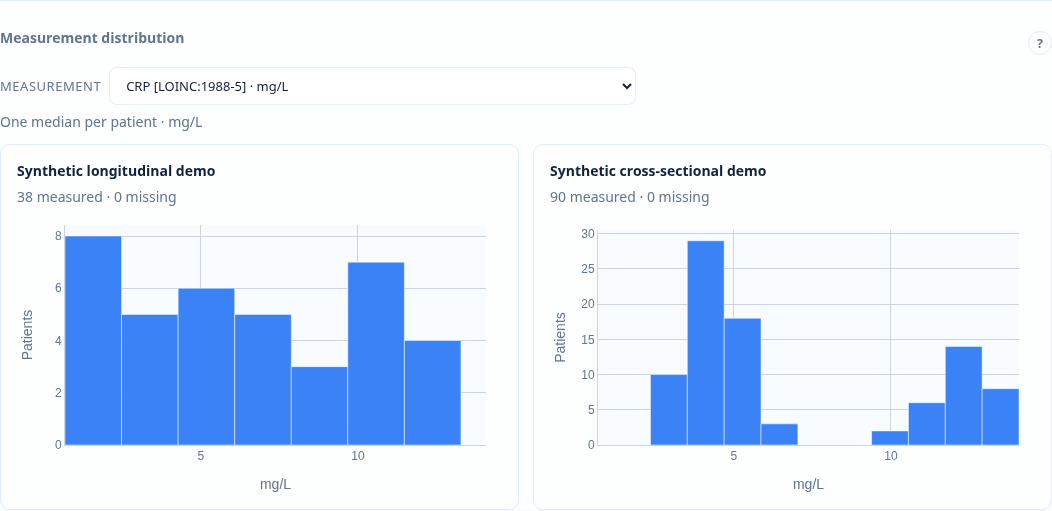 Measurement distribution
?
MEASUREMENT
CRP [LOINC:1988-5] · mg/L
One median per patient · mg/L
Synthetic longitudinal demo
38 measured · 0 missing
8
6
4
2
0
Patients
5
10
mg/L
Synthetic cross-sectional demo
90 measured · 0 missing
30
25
20
15
10
5
0
Patients
5
10
mg/L